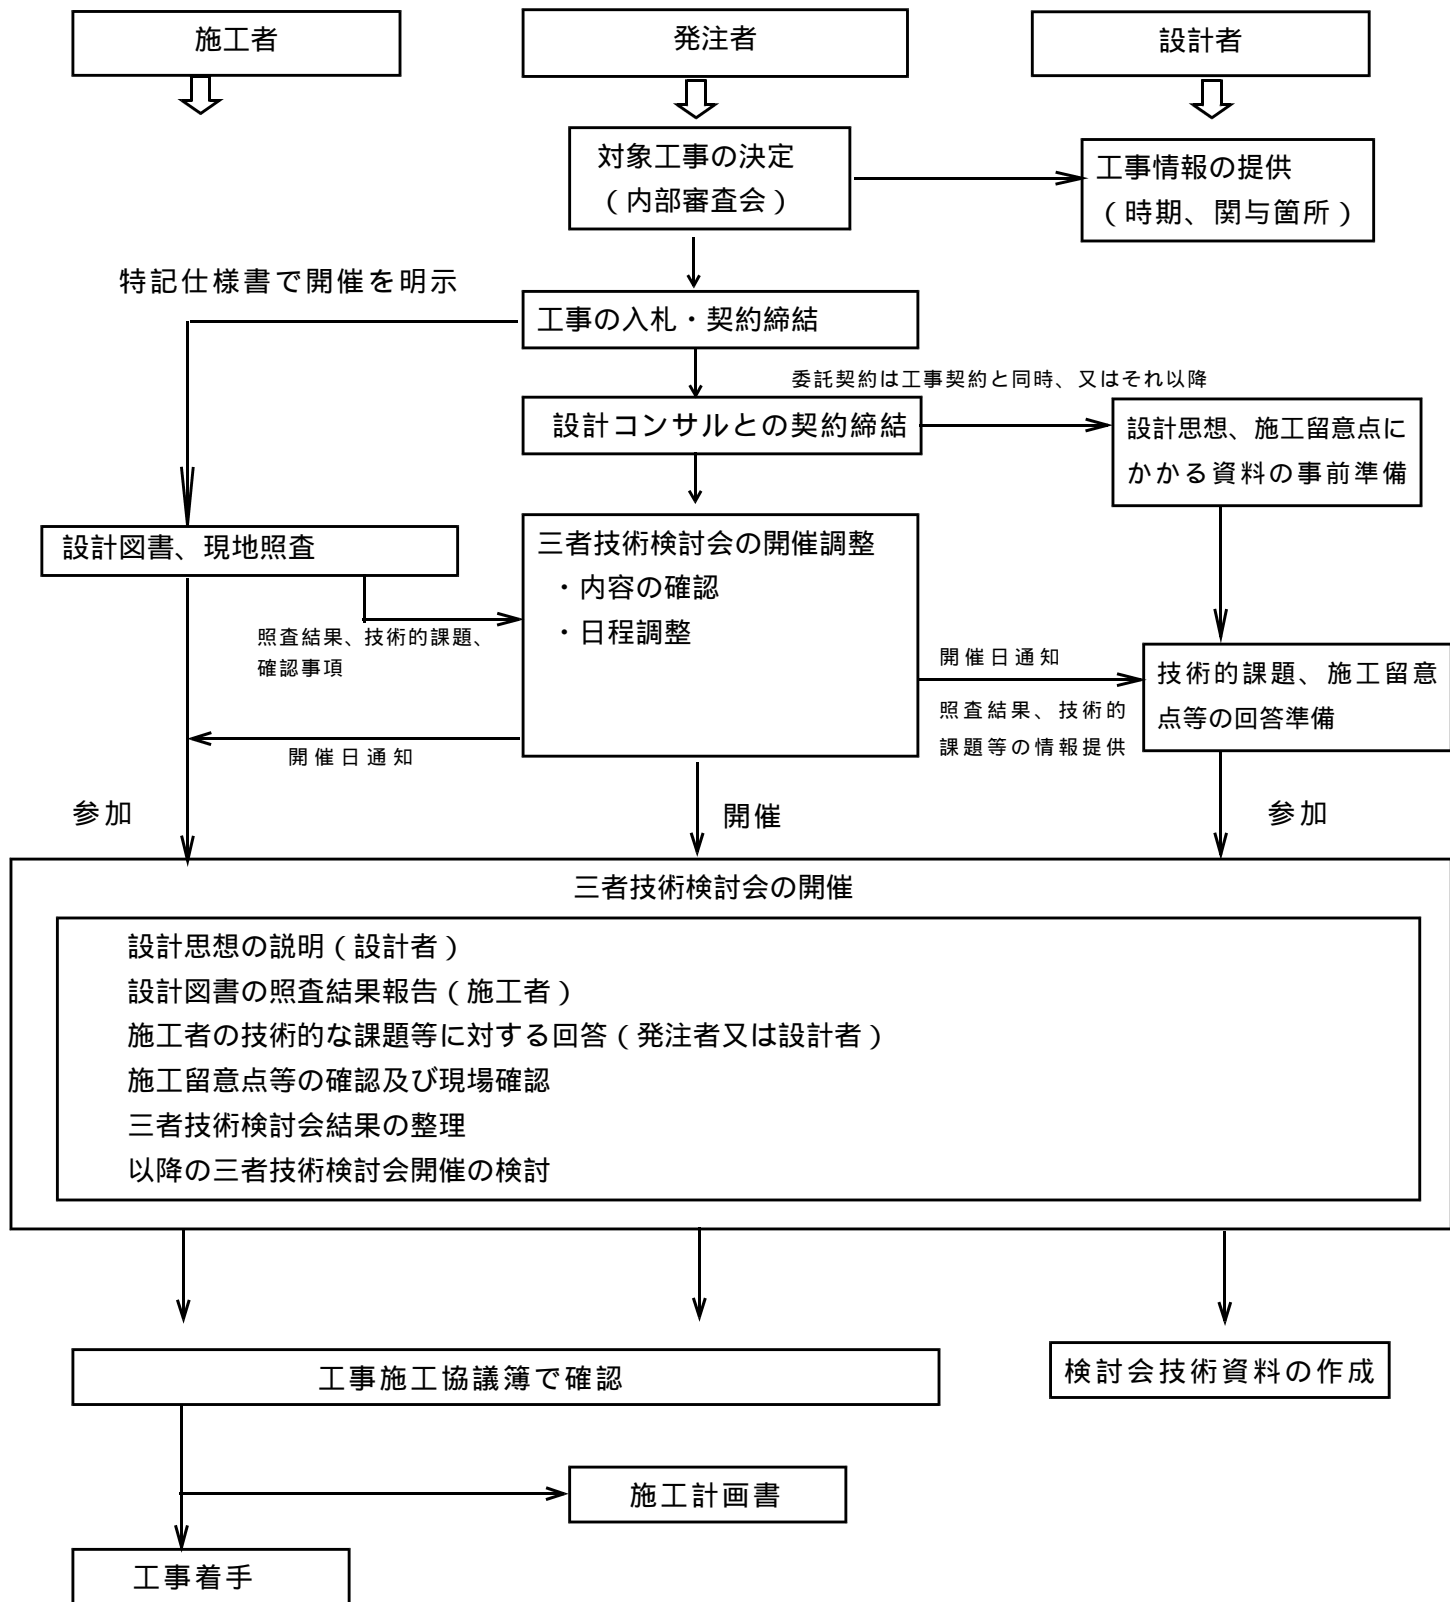 施工者
発注者
設計者
対象工事の決定
（内部審査会）
工事情報の提供
（時期、関与箇所）
特記仕様書で開催を明示
工事の入札・契約締結
委託契約は工事契約と同時、又はそれ以降
設計コンサルとの契約締結
設計思想、施工留意点に
かかる資料の事前準備
設計図書、現地照査
三者技術検討会の開催調整
・内容の確認
・日程調整
照査結果、技術的課題、
確認事項
開催日通知
照査結果、技術的
課題等の情報提供
技術的課題、施工留意
点等の回答準備
開催日通知
参加
開催
参加
三者技術検討会の開催
設計思想の説明（設計者）
設計図書の照査結果報告（施工者）
施工者の技術的な課題等に対する回答（発注者又は設計者）
施工留意点等の確認及び現場確認
三者技術検討会結果の整理
以降の三者技術検討会開催の検討
工事施工協議簿で確認
検討会技術資料の作成
施工計画書
工事着手